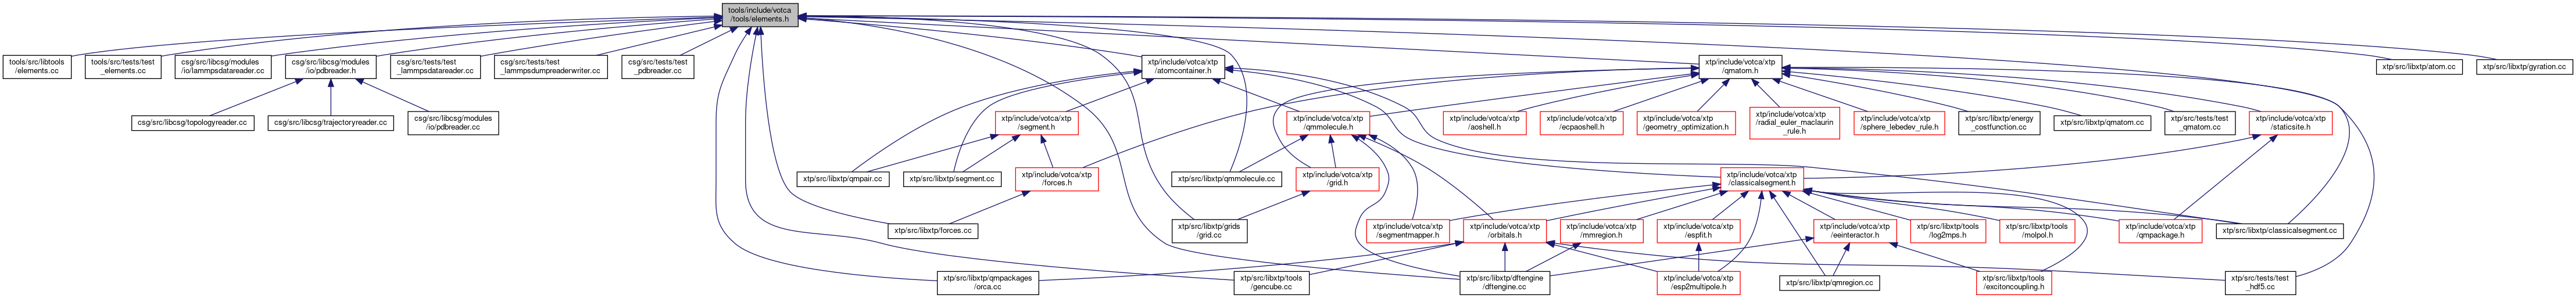 tools/include/votca
/tools/elements.h
tools/src/libtools
/elements.cc
tools/src/tests/test
_elements.cc
csg/src/libcsg/modules
/io/lammpsdatareader.cc
csg/src/libcsg/modules
/io/pdbreader.h
csg/src/tests/test
_lammpsdatareader.cc
csg/src/tests/test
_lammpsdumpreaderwriter.cc
csg/src/tests/test
_pdbreader.cc
xtp/include/votca/xtp
/atomcontainer.h
xtp/include/votca/xtp
/qmatom.h
xtp/src/libxtp/atom.cc
xtp/src/libxtp/gyration.cc
csg/src/libcsg/topologyreader.cc
csg/src/libcsg/trajectoryreader.cc
csg/src/libcsg/modules
/io/pdbreader.cc
xtp/include/votca/xtp
/segment.h
xtp/include/votca/xtp
/qmmolecule.h
xtp/include/votca/xtp
/aoshell.h
xtp/include/votca/xtp
/ecpaoshell.h
xtp/include/votca/xtp
/geometry_optimization.h
xtp/include/votca/xtp
/radial_euler_maclaurin
_rule.h
xtp/include/votca/xtp
/sphere_lebedev_rule.h
xtp/src/libxtp/energy
_costfunction.cc
xtp/src/libxtp/qmatom.cc
xtp/src/tests/test
_qmatom.cc
xtp/include/votca/xtp
/staticsite.h
xtp/src/libxtp/qmpair.cc
xtp/src/libxtp/segment.cc
xtp/include/votca/xtp
/forces.h
xtp/src/libxtp/qmmolecule.cc
xtp/include/votca/xtp
/grid.h
xtp/include/votca/xtp
/classicalsegment.h
xtp/src/libxtp/forces.cc
xtp/src/libxtp/grids
/grid.cc
xtp/include/votca/xtp
/segmentmapper.h
xtp/include/votca/xtp
/orbitals.h
xtp/include/votca/xtp
/mmregion.h
xtp/include/votca/xtp
/espfit.h
xtp/include/votca/xtp
/eeinteractor.h
xtp/src/libxtp/tools
/log2mps.h
xtp/src/libxtp/tools
/molpol.h
xtp/include/votca/xtp
/qmpackage.h
xtp/src/libxtp/classicalsegment.cc
xtp/src/libxtp/qmpackages
/orca.cc
xtp/src/libxtp/tools
/gencube.cc
xtp/src/libxtp/dftengine
/dftengine.cc
xtp/include/votca/xtp
/esp2multipole.h
xtp/src/libxtp/qmregion.cc
xtp/src/libxtp/tools
/excitoncoupling.h
xtp/src/tests/test
_hdf5.cc